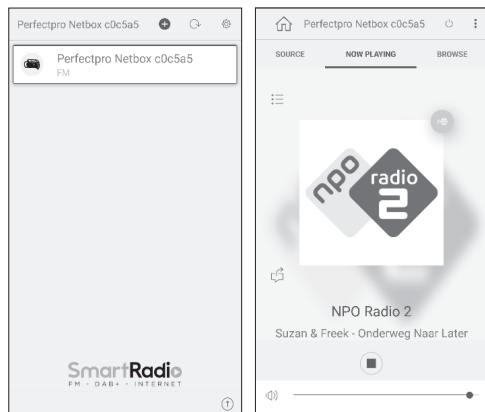 Perfectpro Netbox c0c5a5
Perfectpro Netbox c0c5a5
FM
SmartRadio
FM - DAB+ - INTERNET
Perfectpro Netbox c0c5a5
SOURCE NOW PLAYING BROWSE
npo radio 2
NPO Radio 2
Suzan & Freek - Onderweg Naar Later